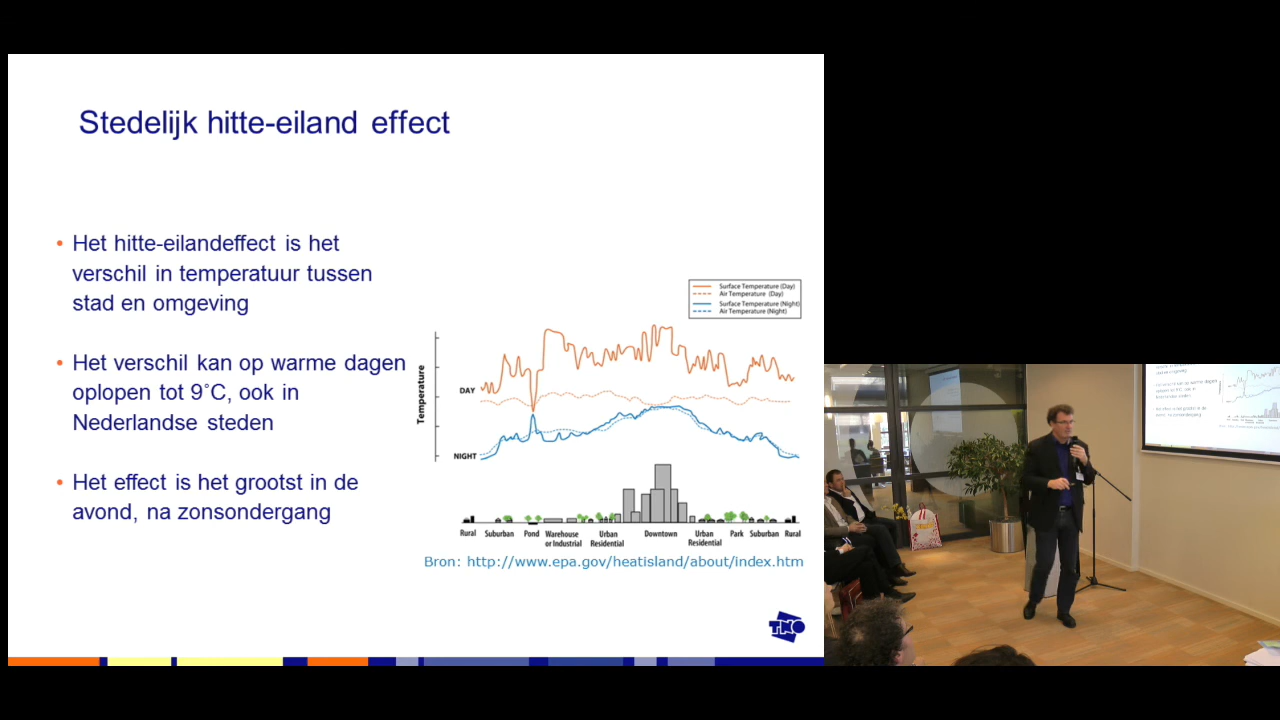 Stedelijk hitte-eiland effect
• Het hitte-eilandeffect is het
verschil in temperatuur tussen
stad en omgeving
• Het verschil kan op warme dagen
oplopen tot 9°C, ook in
Nederlandse steden
• Het effect is het grootst in de
avond, na zonsondergang
Surface Temperature (Day)
Air Temperature (Day)
Surface Temperature (Night)
Air Temperature (Night)
Temperature
DAY
NIGHT
Rural
Suburban
Pond
Warehouse
or Industrial
Urban
Residential
Downtown
Urban
Residential
Park
Suburban
Rural
Bron: http://www.epa.gov/heatisland/about/index.htm
TNO